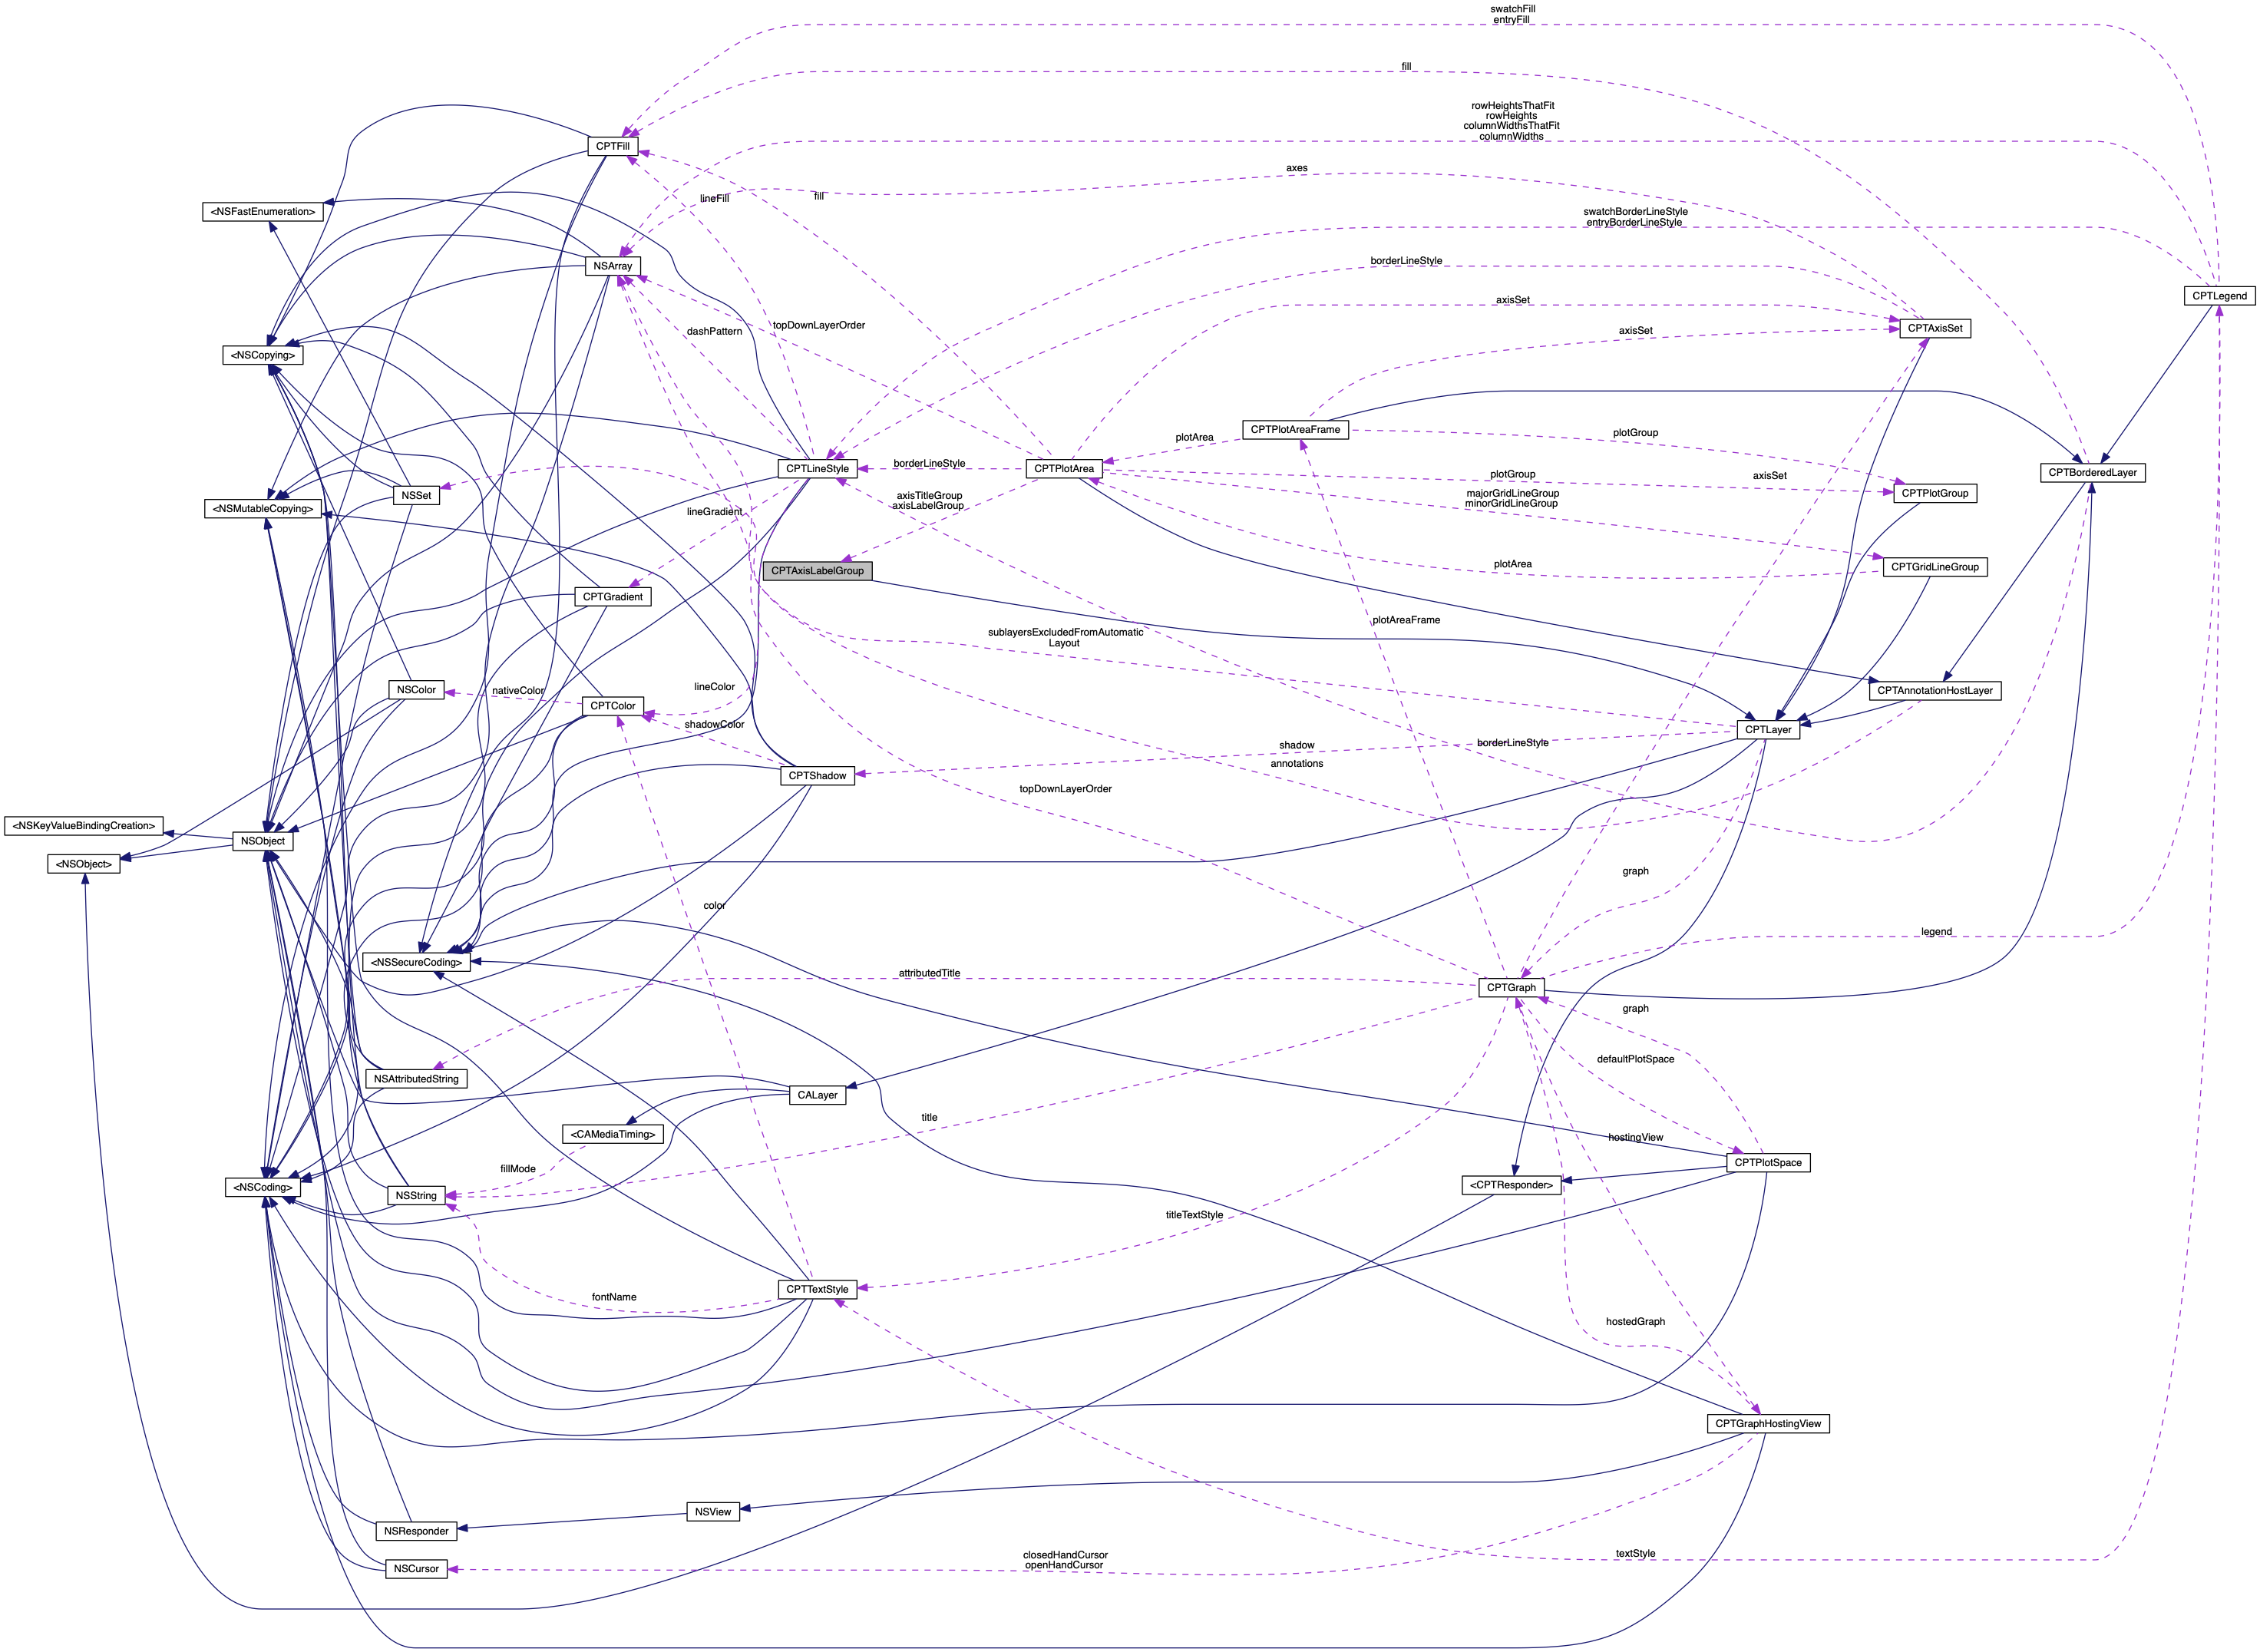 swatchFill
entryFill
fill
rowHeightsThatFit
rowHeights
columnWidthsThatFit
columnWidths
CPTFill
axes
lineFill
fill
<NSFastEnumeration>
swatchBorderLineStyle
entryBorderLineStyle
NSArray
borderLineStyle
CPTLegend
axisSet
dashPattern
topDownLayerOrder
axisSet
CPTAxisSet
<NSCopying>
CPTPlotAreaFrame
plotArea
plotGroup
borderLineStyle
CPTLineStyle
CPTPlotArea
plotGroup
axisSet
CPTBorderedLayer
NSSet
axisTitleGroup
axisLabelGroup
majorGridLineGroup
minorGridLineGroup
CPTPlotGroup
<NSMutableCopying>
lineGradient
plotArea
CPTAxisLabelGroup
CPTGridLineGroup
CPTGradient
plotAreaFrame
sublayersExcludedFromAutomatic
Layout
NSColor
nativeColor
lineColor
CPTAnnotationHostLayer
CPTColor
shadowColor
CPTLayer
shadow
borderLineStyle
annotations
CPTShadow
topDownLayerOrder
<NSKeyValueBindingCreation>
NSObject
<NSObject>
graph
color
legend
<NSSecureCoding>
attributedTitle
CPTGraph
graph
defaultPlotSpace
NSAttributedString
CALayer
title
<CAMediaTiming>
hostingView
fillMode
CPTPlotSpace
<NSCoding>
NSString
<CPTResponder>
titleTextStyle
CPTTextStyle
fontName
hostedGraph
CPTGraphHostingView
NSView
NSResponder
closedHandCursor
openHandCursor
textStyle
NSCursor